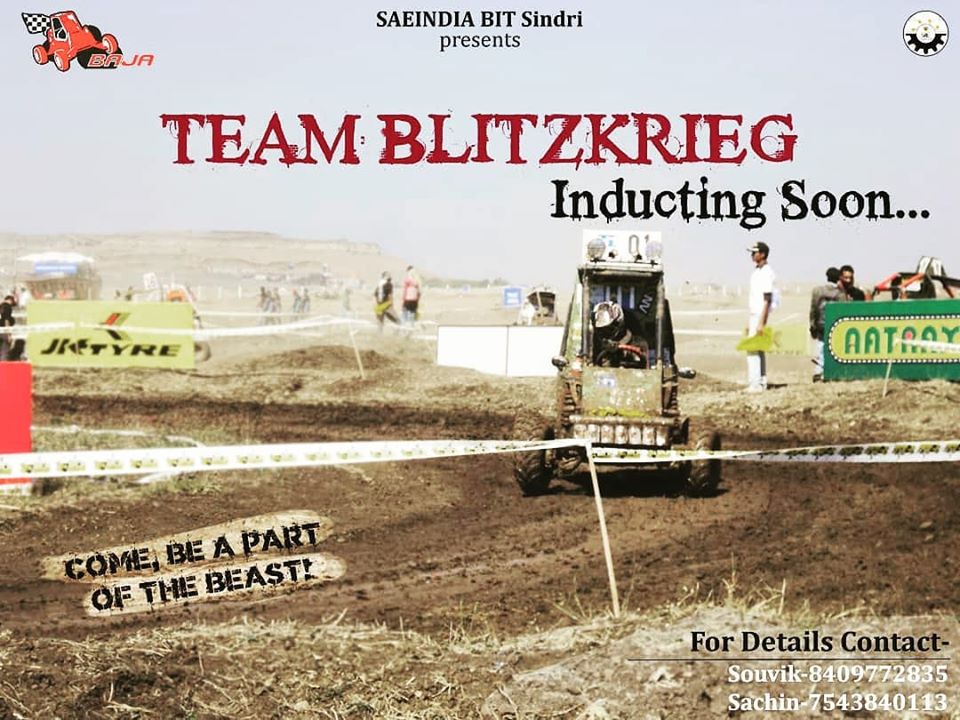 BAJA
SAEINDIA BIT Sindri
presents
TEAM BLITZKRIEG
Inducting Soon...
01
JK TYRE
COME, BE A PART
OF THE BEAST!
For Details Contact-
Souvik-8409772835
Sachin-7543840113